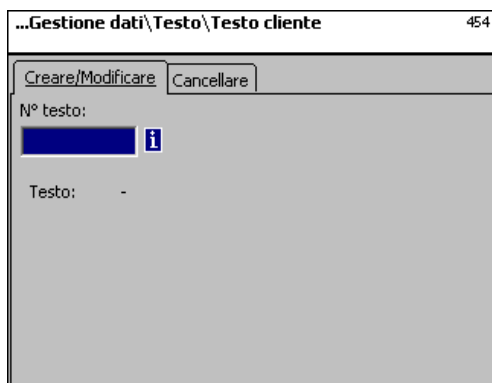 ...Gestione dati\Testo\Testo cliente 454
Creare/Modificare Cancellare
N° testo:
i
Testo: -